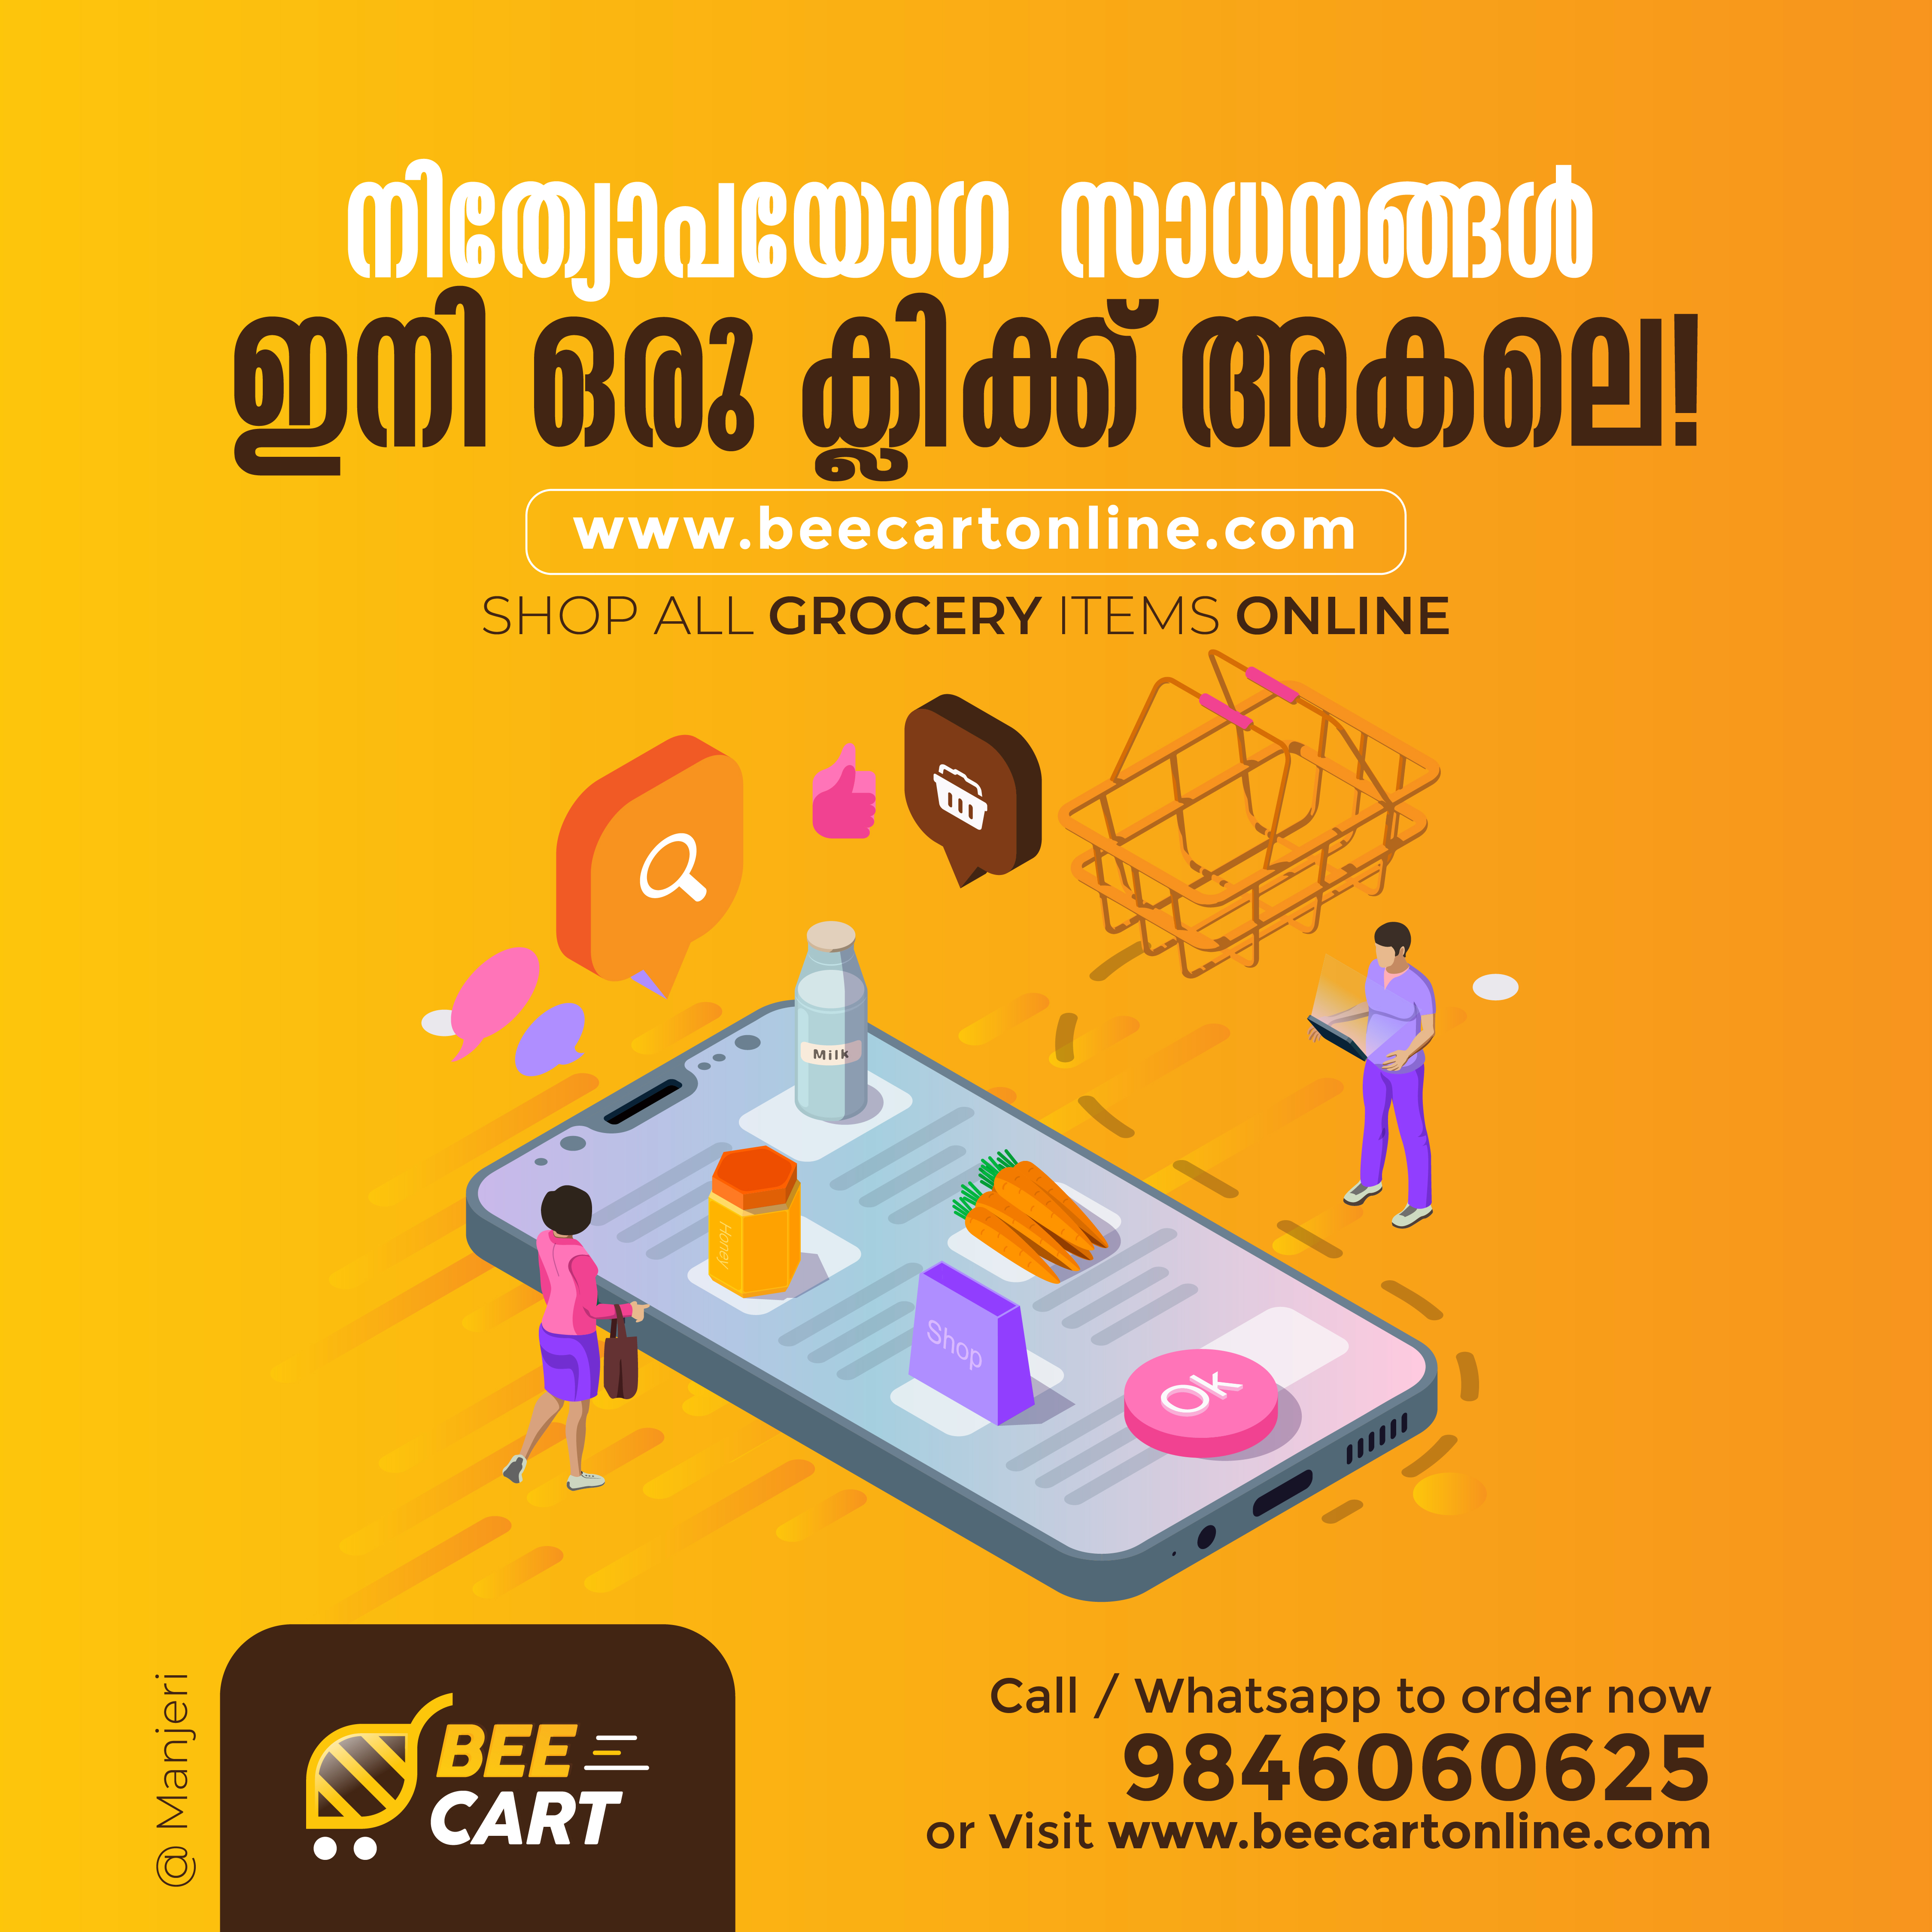 നിത്യോപയോഗ സാധനങ്ങൾ
ഇനി ഒരു ക്ലിക്ക് അകലെ!
www.beecartonline.com
SHOP ALL GROCERY ITEMS ONLINE
Milk
Honey
Shop
Ok
@ Manjeri
BEE
CART
Call / Whatsapp to order now
9846060625
or Visit www.beecartonline.com